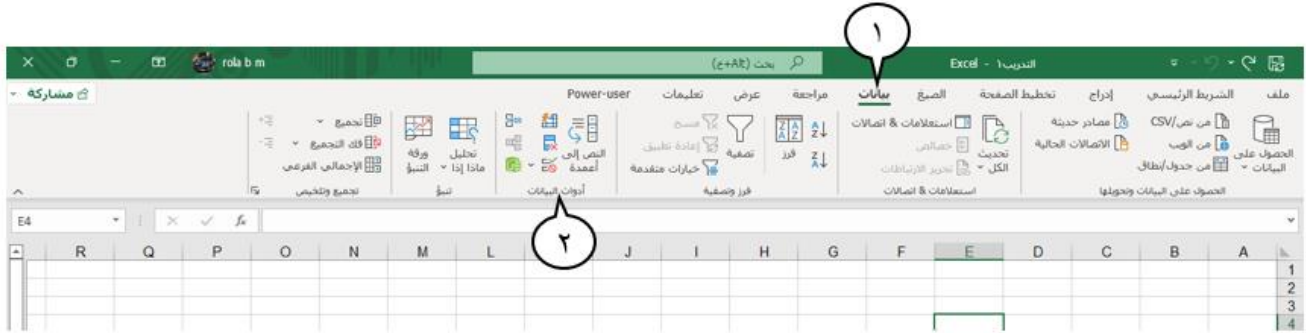 ١
التدريب١ - Excel
بحث (Alt+ع)
rola b m
ملف الشريط الرئيسي إدراج تخطيط الصفحة الصيغ بيانات مراجعة عرض تعليمات Power-user
مشاركة
الحصول على البيانات
من نص/CSV
من الويب
من جدول/نطاق
مصادر حديثة
الاتصالات الحالية
الحصول على البيانات وتحويلها
تحديث الكل
استعلامات & اتصالات
خصائص
تحرير الارتباطات
استعلامات & اتصالات
فرز
تصفية
مسح
إعادة تطبيق
خيارات متقدمة
فرز وتصفية
النص إلى أعمدة
أدوات البيانات
تحليل ماذا إذا
ورقة التنبؤ
تنبؤ
تجميع
فك التجميع
الإجمالي الفرعي
تجميع وتلخيص
٢
E4
fx
A B C D E F G H I J L M N O P Q R
1
2
3
4